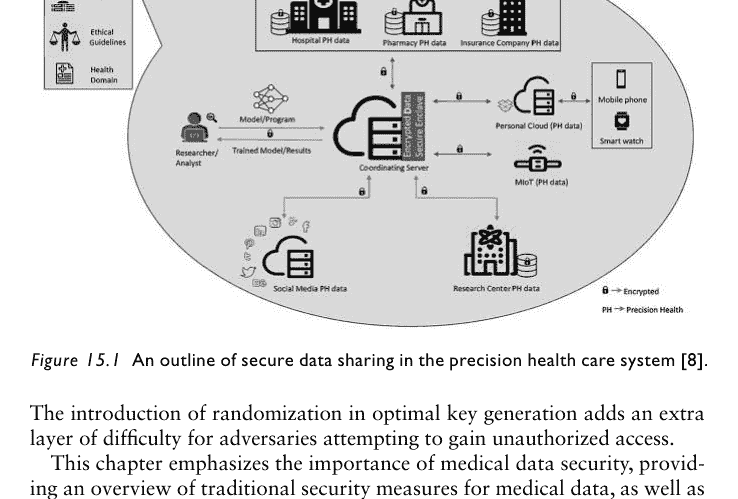 Ethical
Guidelines
Health
Domain
Hospital PH data
Pharmacy PH data
Insurance Company PH data
Model/Program
Trained Model/Results
Researcher/
Analyst
Encrypted Data
Secure Enclave
Coordinating Server
Personal Cloud (PH data)
Mobile phone
Smart watch
MIoT (PH data)
Social Media PH data
Research Center PH data
Encrypted
PH → Precision Health
Figure 15.1 An outline of secure data sharing in the precision health care system [8].
The introduction of randomization in optimal key generation adds an extra
layer of difficulty for adversaries attempting to gain unauthorized access.
This chapter emphasizes the importance of medical data security, provid-
ing an overview of traditional security measures for medical data, as well as